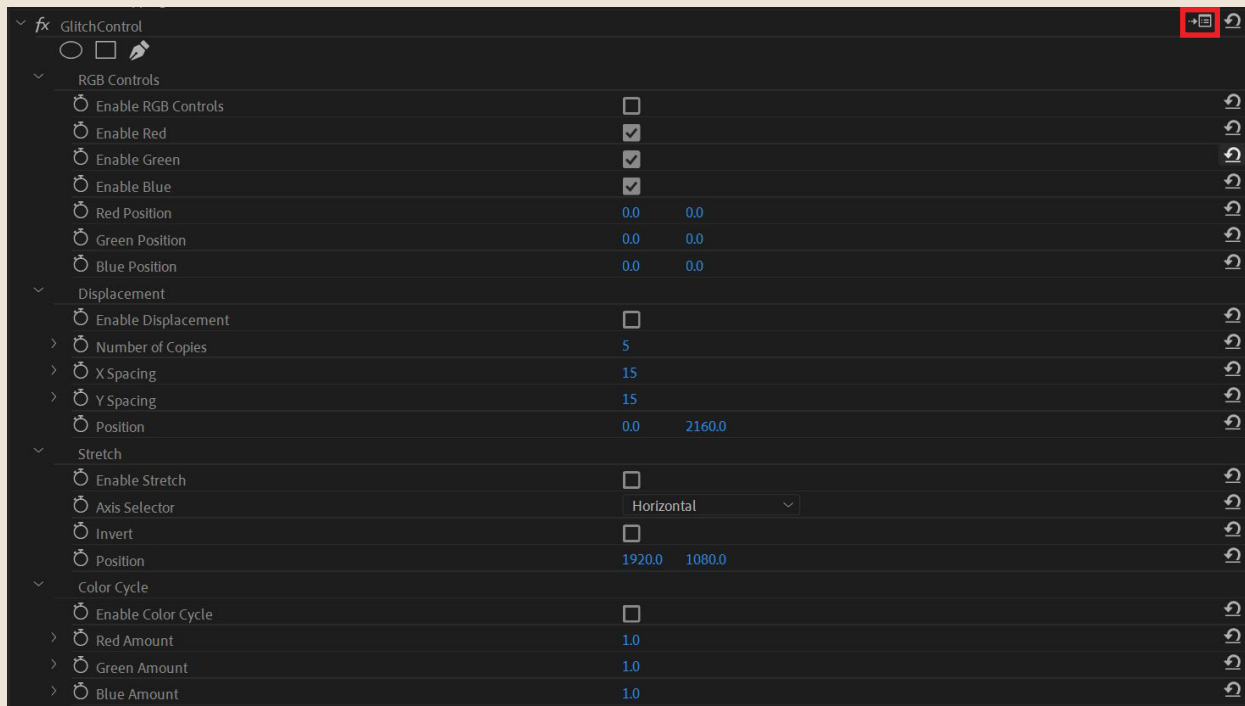 fx GlitchControl
RGB Controls
Enable RGB Controls
Enable Red
Enable Green
Enable Blue
Red Position 0.0 0.0
Green Position 0.0 0.0
Blue Position 0.0 0.0
Displacement
Enable Displacement
Number of Copies 5
X Spacing 15
Y Spacing 15
Position 0.0 2160.0
Stretch
Enable Stretch
Axis Selector Horizontal
Invert
Position 1920.0 1080.0
Color Cycle
Enable Color Cycle
Red Amount 1.0
Green Amount 1.0
Blue Amount 1.0